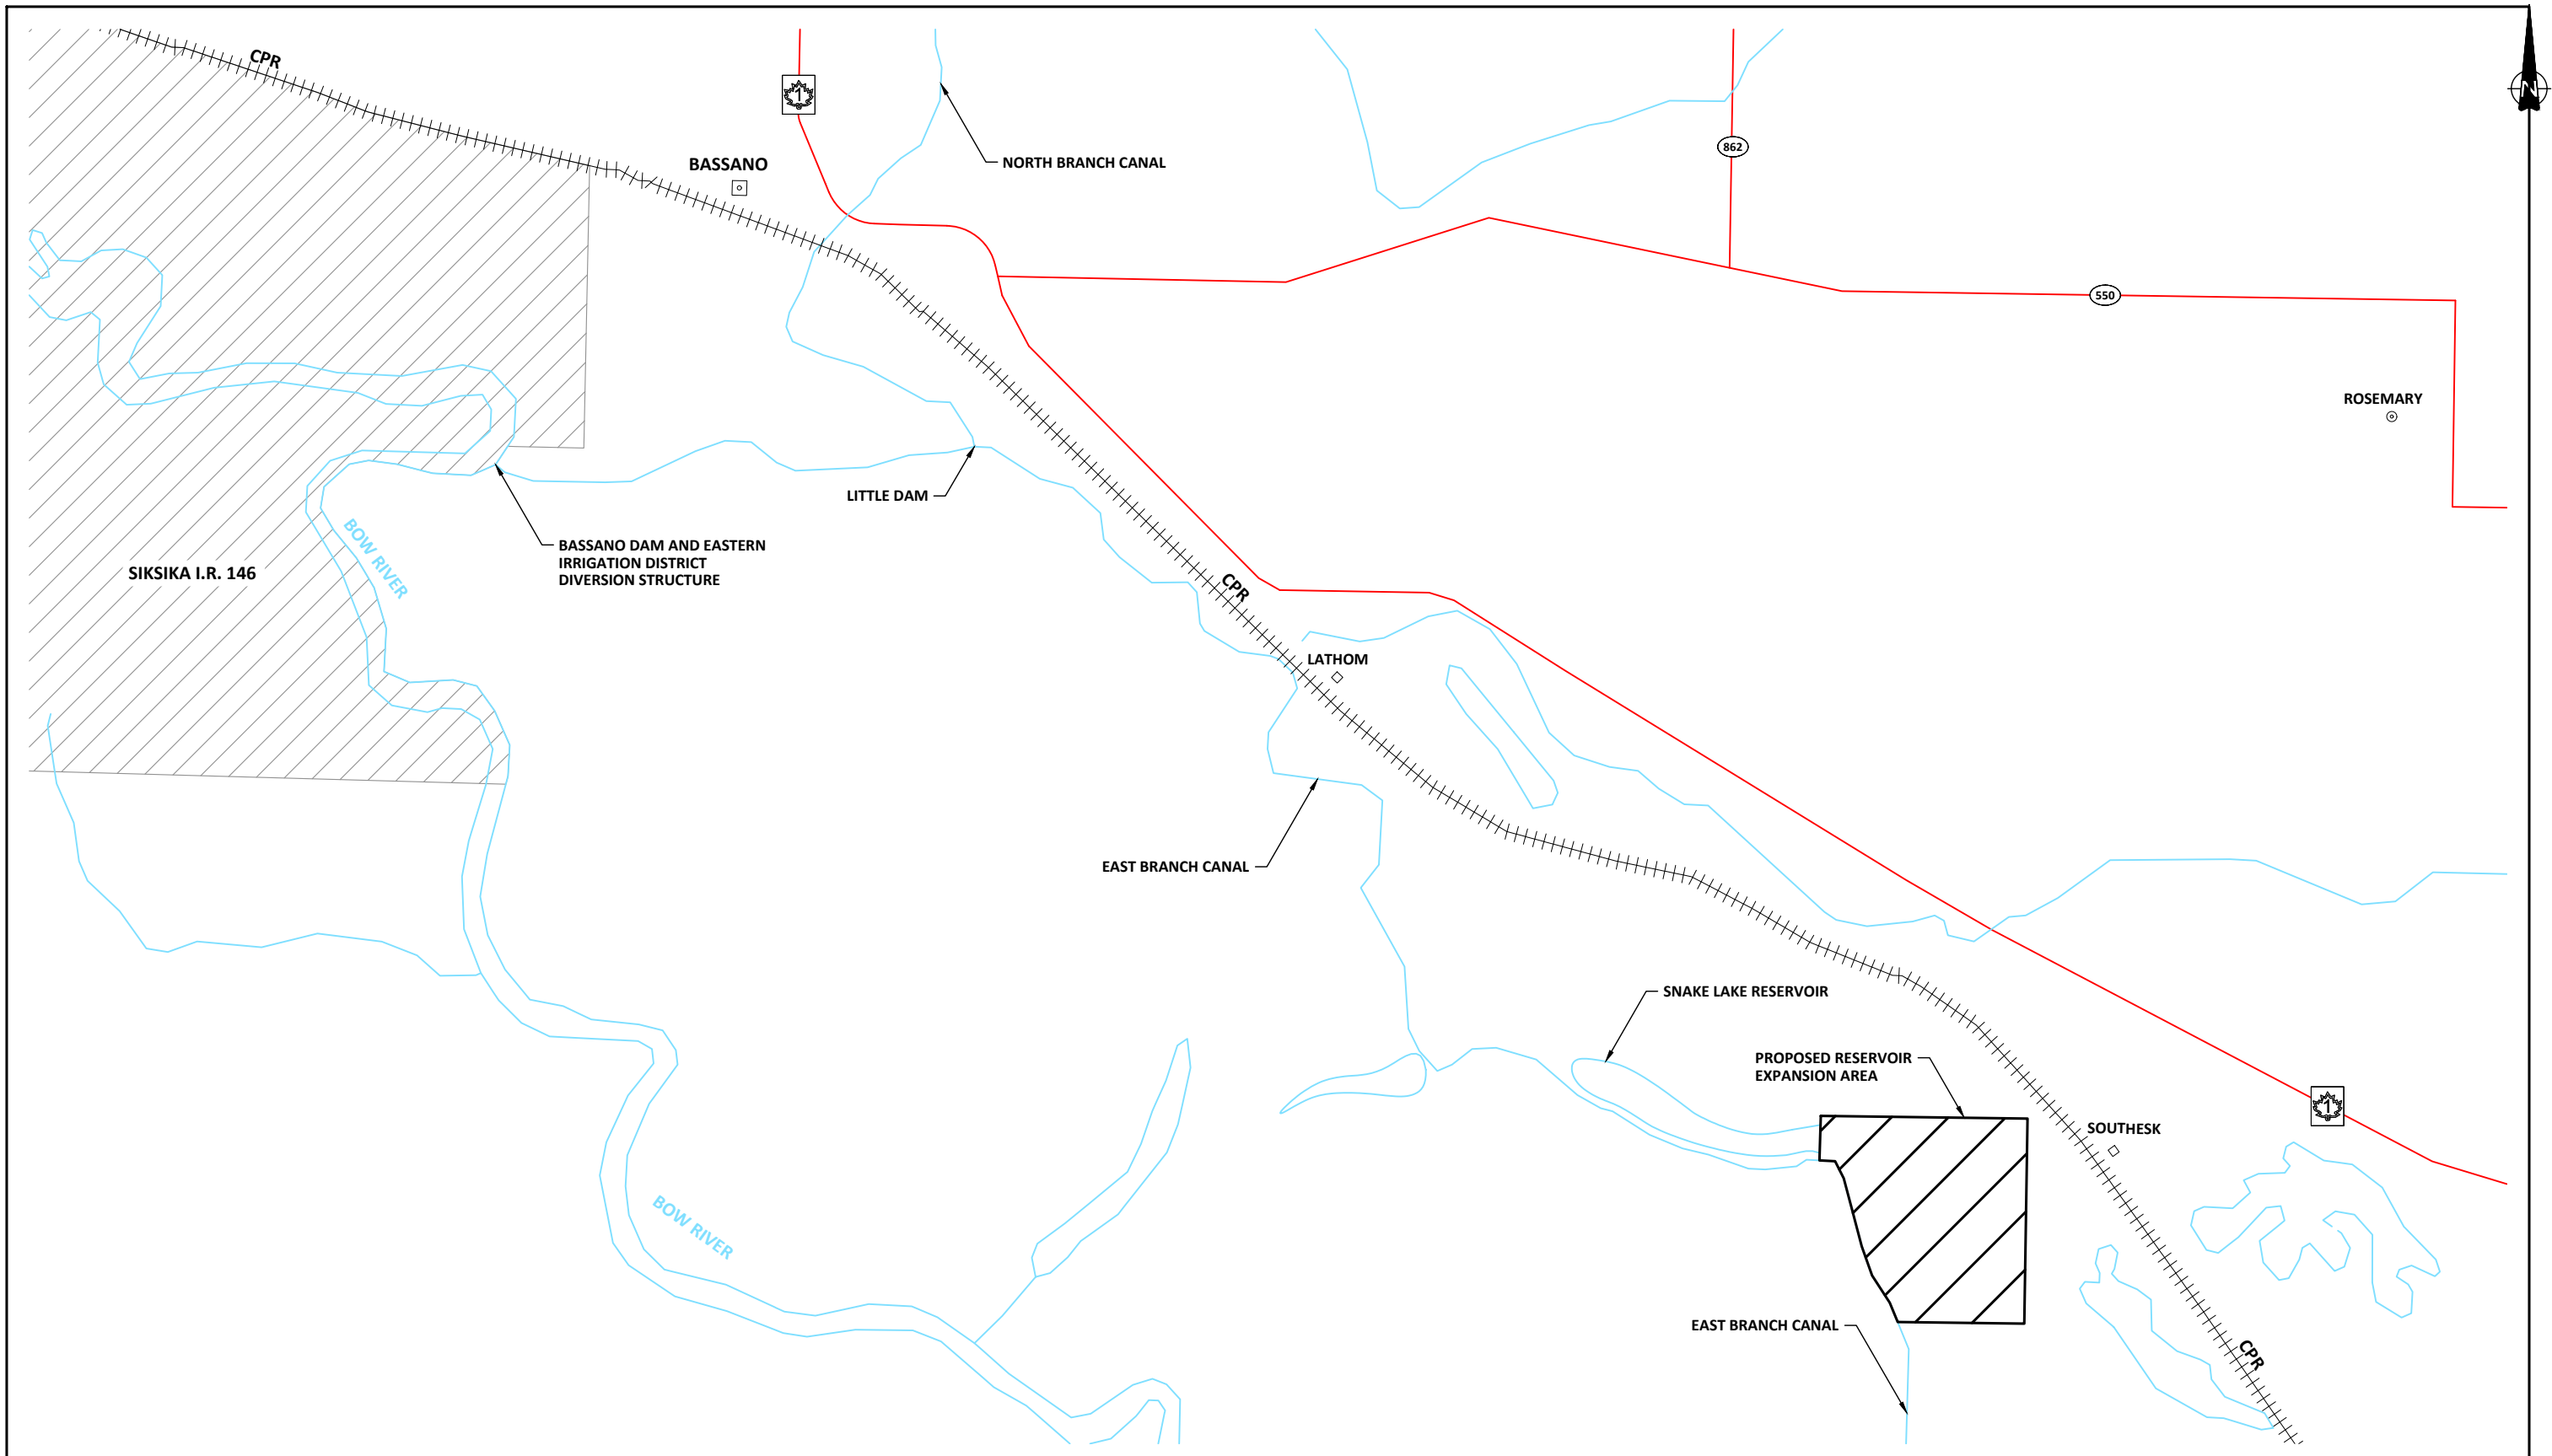 CPR
1
N
BASSANO
NORTH BRANCH CANAL
862
550
ROSEMARY
LITTLE DAM
BOW RIVER
BASSANO DAM AND EASTERN
IRRIGATION DISTRICT
DIVERSION STRUCTURE
SIKSIKA I.R. 146
CPR
LATHOM
EAST BRANCH CANAL
SNAKE LAKE RESERVOIR
PROPOSED RESERVOIR
EXPANSION AREA
1
SOUTHESK
BOW RIVER
EAST BRANCH CANAL
CPR